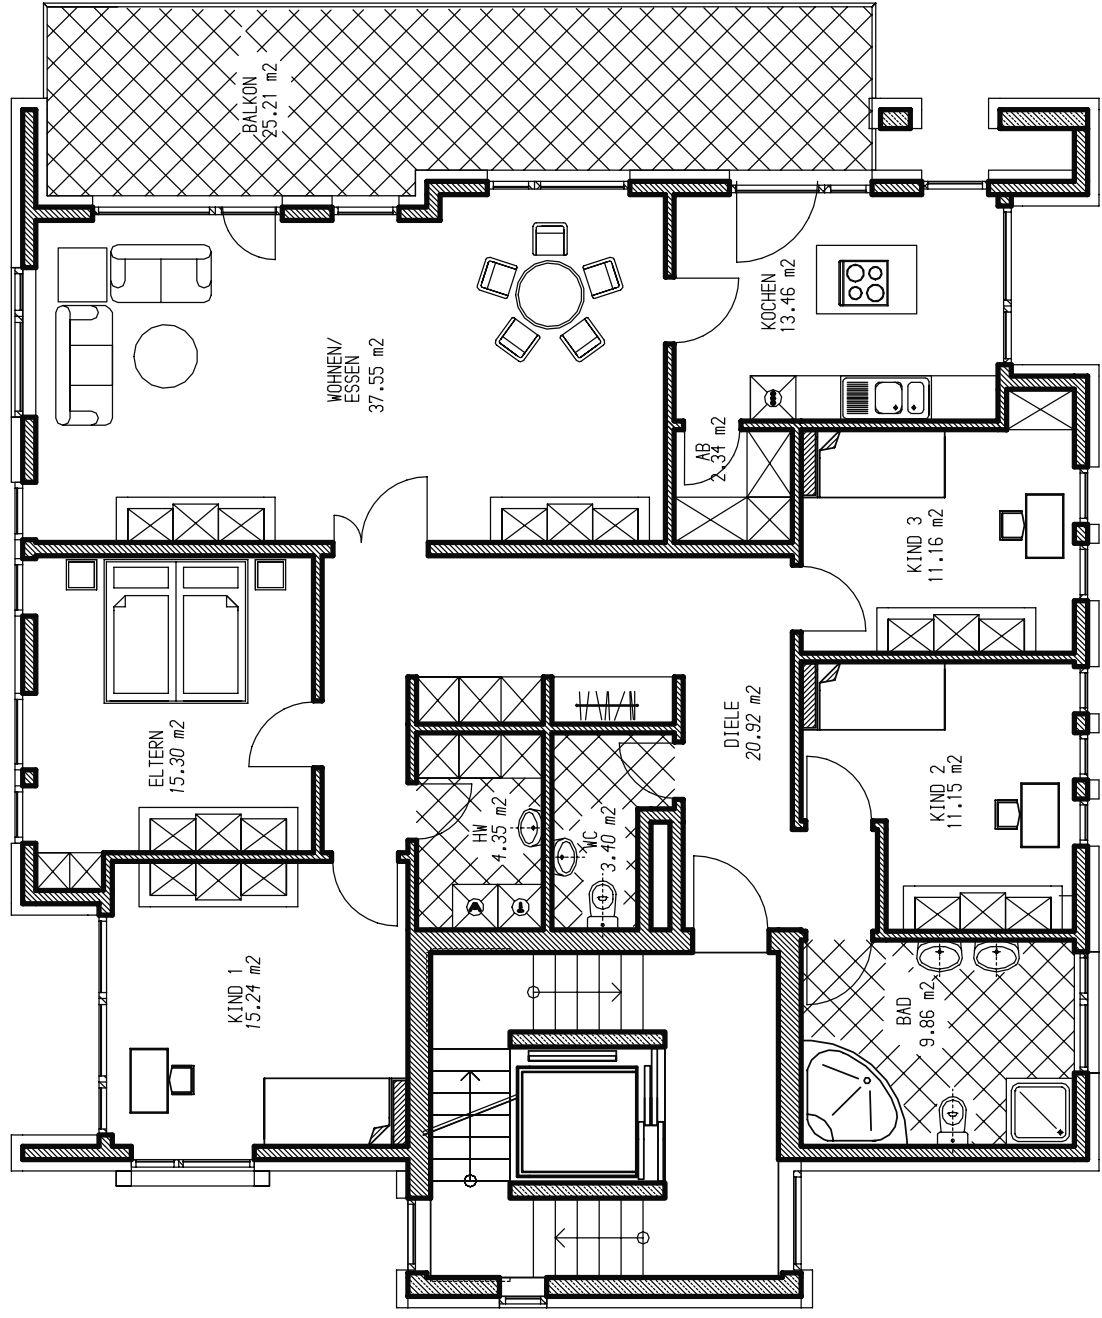 BALKON
25.21 m2
WOHNEN/
ESSEN
37.55 m2
KOCHEN
13.46 m2
AB
2.34 m2
KIND 3
11.16 m2
ELTERN
15.30 m2
DIELE
20.92 m2
HW
4.35 m2
WC
3.40 m2
KIND 2
11.15 m2
KIND 1
15.24 m2
BAD
9.86 m2